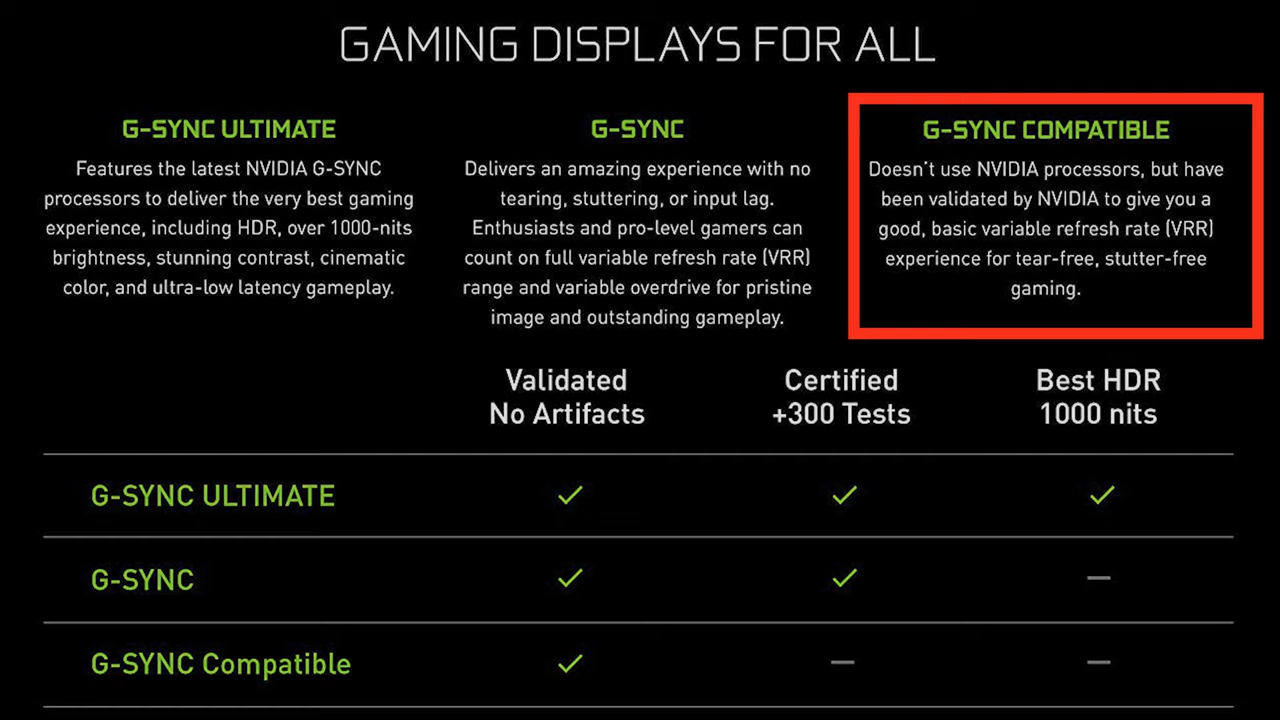 GAMING DISPLAYS FOR ALL
G-SYNC ULTIMATE
Features the latest NVIDIA G-SYNC
processors to deliver the very best gaming
experience, including HDR, over 1000-nits
brightness, stunning contrast, cinematic
color, and ultra-low latency gameplay.
G-SYNC
Delivers an amazing experience with no
tearing, stuttering, or input lag.
Enthusiasts and pro-level gamers can
count on full variable refresh rate (VRR)
range and variable overdrive for pristine
image and outstanding gameplay.
G-SYNC COMPATIBLE
Doesn't use NVIDIA processors, but have
been validated by NVIDIA to give you a
good, basic variable refresh rate (VRR)
experience for tear-free, stutter-free
gaming.
Validated
No Artifacts
Certified
+300 Tests
Best HDR
1000 nits
G-SYNC ULTIMATE ✓ ✓ ✓
G-SYNC ✓ ✓ —
G-SYNC Compatible ✓ — —